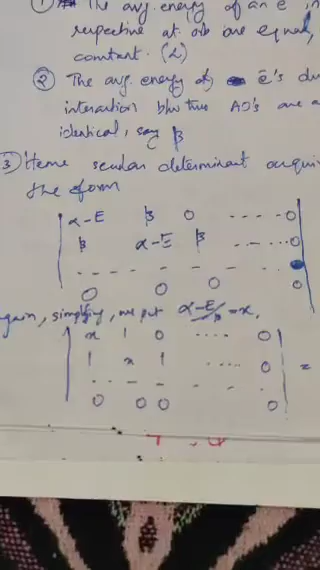 ① The avg. energy of an e in
respective at. orb are equal,
constant. (α)
② The avg. energy of e's du
interaction b/w two AO's are a
identical, say β
③ Hence secular determinant acqui
the form
α-E β 0 ----- 0
β α-E β ------ 0
- - - - - - - -
0 0 0 0
gain, simplify, we put α-E/β = x,
x 1 0 ..... 0
1 x 1 .... 0 =
- - - - - - -
0 0 0 0